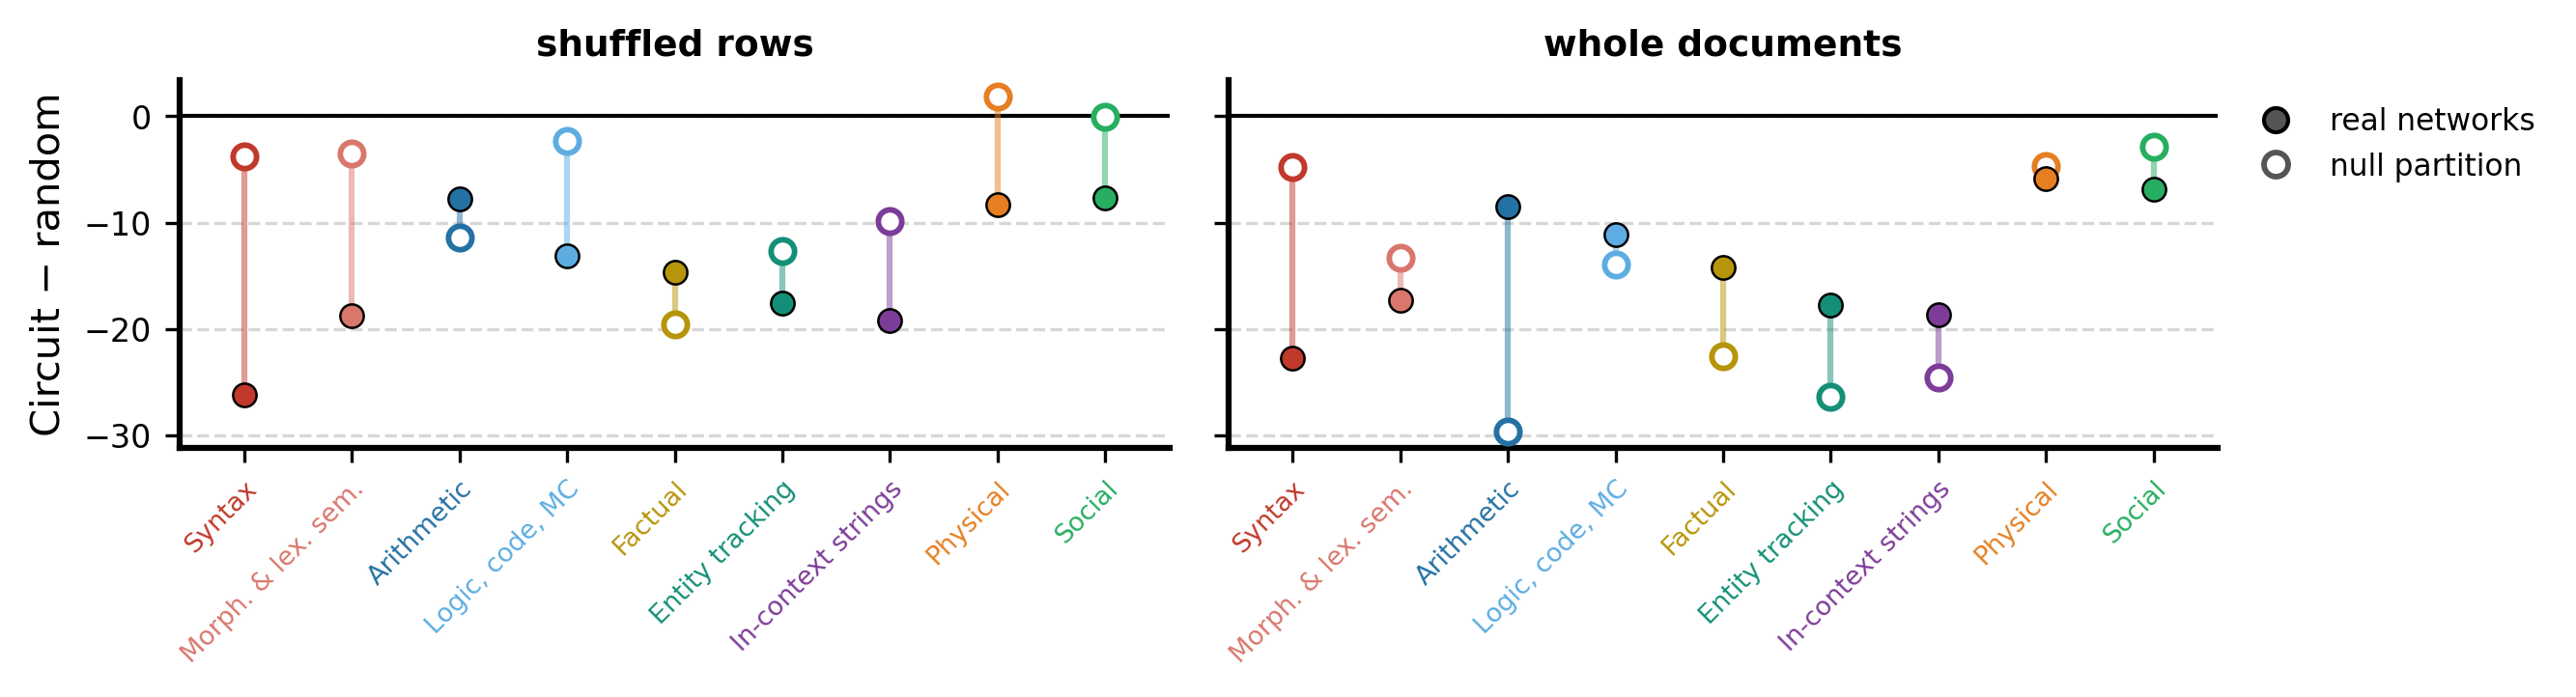 shuffled rows
whole documents
Circuit − random
0
−10
−20
−30
real networks
null partition
Syntax
Morph. & lex. sem.
Arithmetic
Logic, code, MC
Factual
Entity tracking
In-context strings
Physical
Social
Syntax
Morph. & lex. sem.
Arithmetic
Logic, code, MC
Factual
Entity tracking
In-context strings
Physical
Social